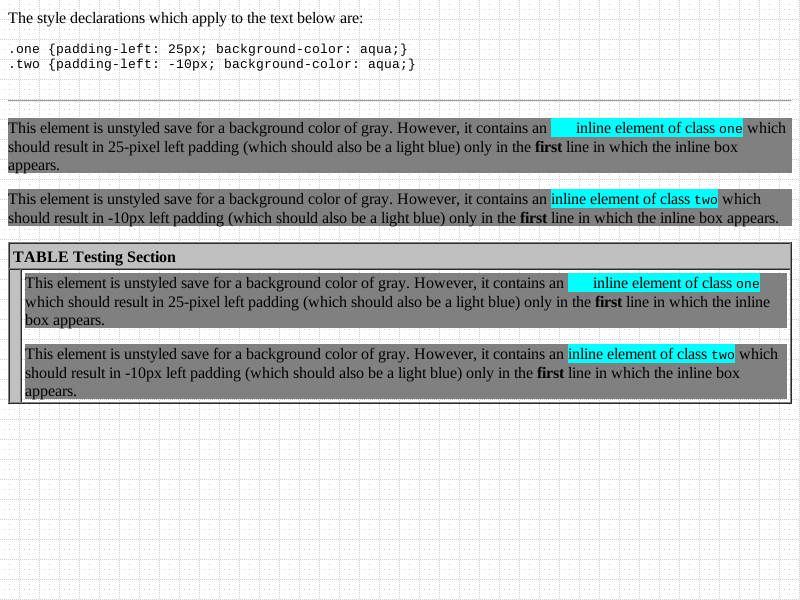 The style declarations which apply to the text below are:
.one {padding-left: 25px; background-color: aqua;}
.two {padding-left: -10px; background-color: aqua;}
This element is unstyled save for a background color of gray. However, it contains an inline element of class one which
should result in 25-pixel left padding (which should also be a light blue) only in the first line in which the inline box
appears.
This element is unstyled save for a background color of gray. However, it contains an inline element of class two which
should result in -10px left padding (which should also be a light blue) only in the first line in which the inline box appears.
TABLE Testing Section
This element is unstyled save for a background color of gray. However, it contains an inline element of class one
which should result in 25-pixel left padding (which should also be a light blue) only in the first line in which the inline
box appears.
This element is unstyled save for a background color of gray. However, it contains an inline element of class two which
should result in -10px left padding (which should also be a light blue) only in the first line in which the inline box
appears.